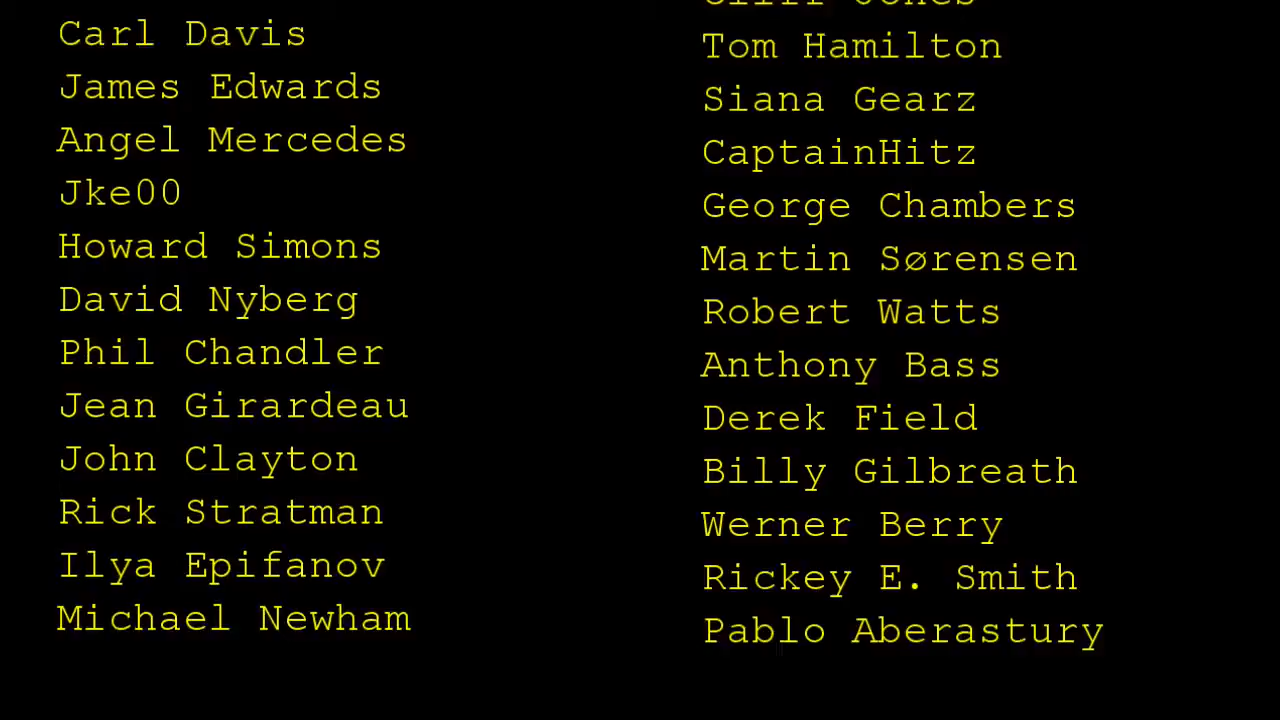 Carl Davis
James Edwards
Angel Mercedes
Jke00
Howard Simons
David Nyberg
Phil Chandler
Jean Girardeau
John Clayton
Rick Stratman
Ilya Epifanov
Michael Newham
Cliff Jones
Tom Hamilton
Siana Gearz
CaptainHitz
George Chambers
Martin Sørensen
Robert Watts
Anthony Bass
Derek Field
Billy Gilbreath
Werner Berry
Rickey E. Smith
Pablo Aberastury